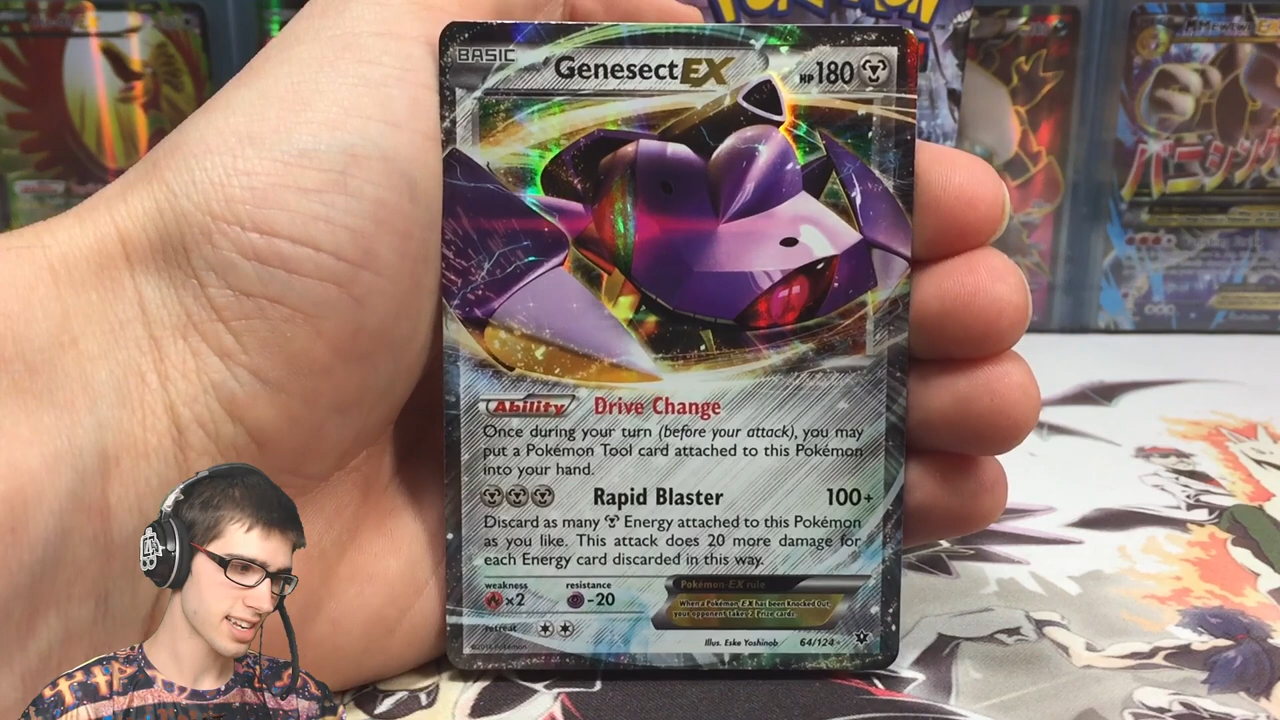 POKÉMON
BASIC
GenesectEX
HP180
Ability Drive Change
Once during your turn (before your attack), you may
put a Pokémon Tool card attached to this Pokémon
into your hand.
Rapid Blaster 100+
Discard as many Energy attached to this Pokémon
as you like. This attack does 20 more damage for
each Energy card discarded in this way.
weakness resistance
×2 -20
retreat
Pokémon-EX rule
When a Pokémon-EX has been Knocked Out,
your opponent takes 2 Prize cards.
Illus. Eske Yoshinob 64/124